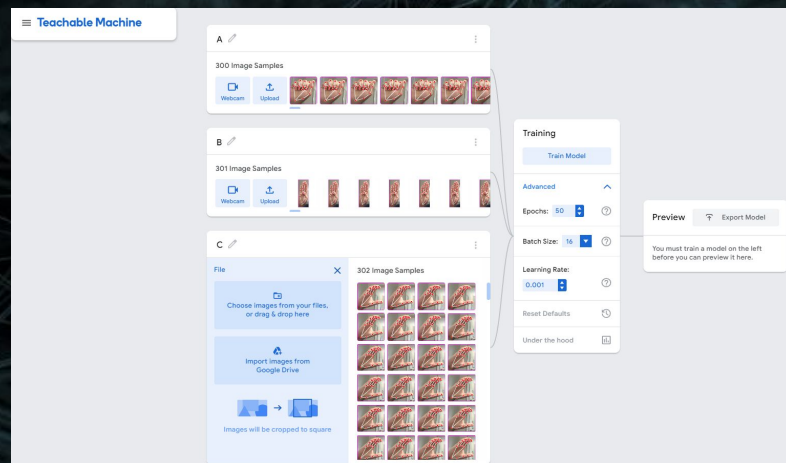 Teachable Machine
A
300 Image Samples
Webcam
Upload
B
301 Image Samples
Webcam
Upload
C
File
302 Image Samples
Choose images from your files,
or drag & drop here
Import images from
Google Drive
Images will be cropped to square
Training
Train Model
Advanced
Epochs: 50
Batch Size: 16
Learning Rate:
0.001
Reset Defaults
Under the hood
Preview
Export Model
You must train a model on the left
before you can preview it here.